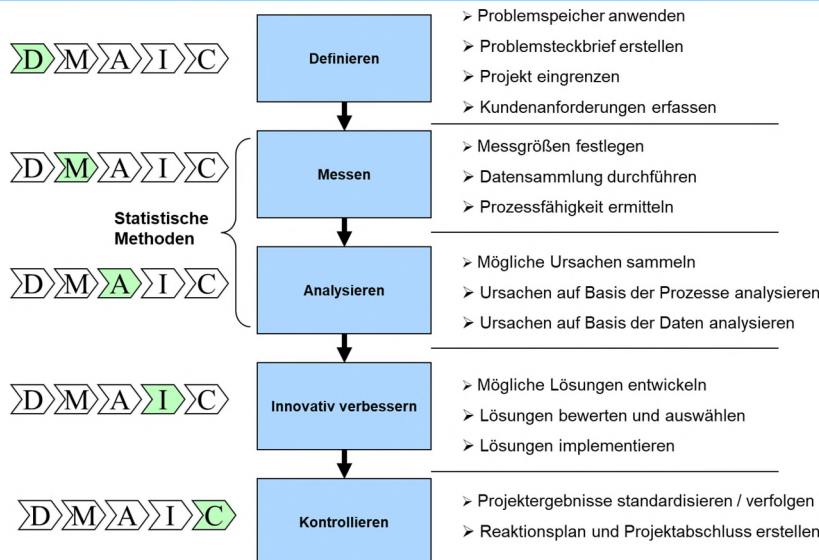 D M A I C
Definieren
➢ Problemspeicher anwenden
➢ Problemsteckbrief erstellen
➢ Projekt eingrenzen
➢ Kundenanforderungen erfassen
D M A I C
Messen
➢ Messgrößen festlegen
➢ Datensammlung durchführen
➢ Prozessfähigkeit ermitteln
Statistische
Methoden
D M A I C
Analysieren
➢ Mögliche Ursachen sammeln
➢ Ursachen auf Basis der Prozesse analysieren
➢ Ursachen auf Basis der Daten analysieren
D M A I C
Innovativ verbessern
➢ Mögliche Lösungen entwickeln
➢ Lösungen bewerten und auswählen
➢ Lösungen implementieren
D M A I C
Kontrollieren
➢ Projektergebnisse standardisieren / verfolgen
➢ Reaktionsplan und Projektabschluss erstellen